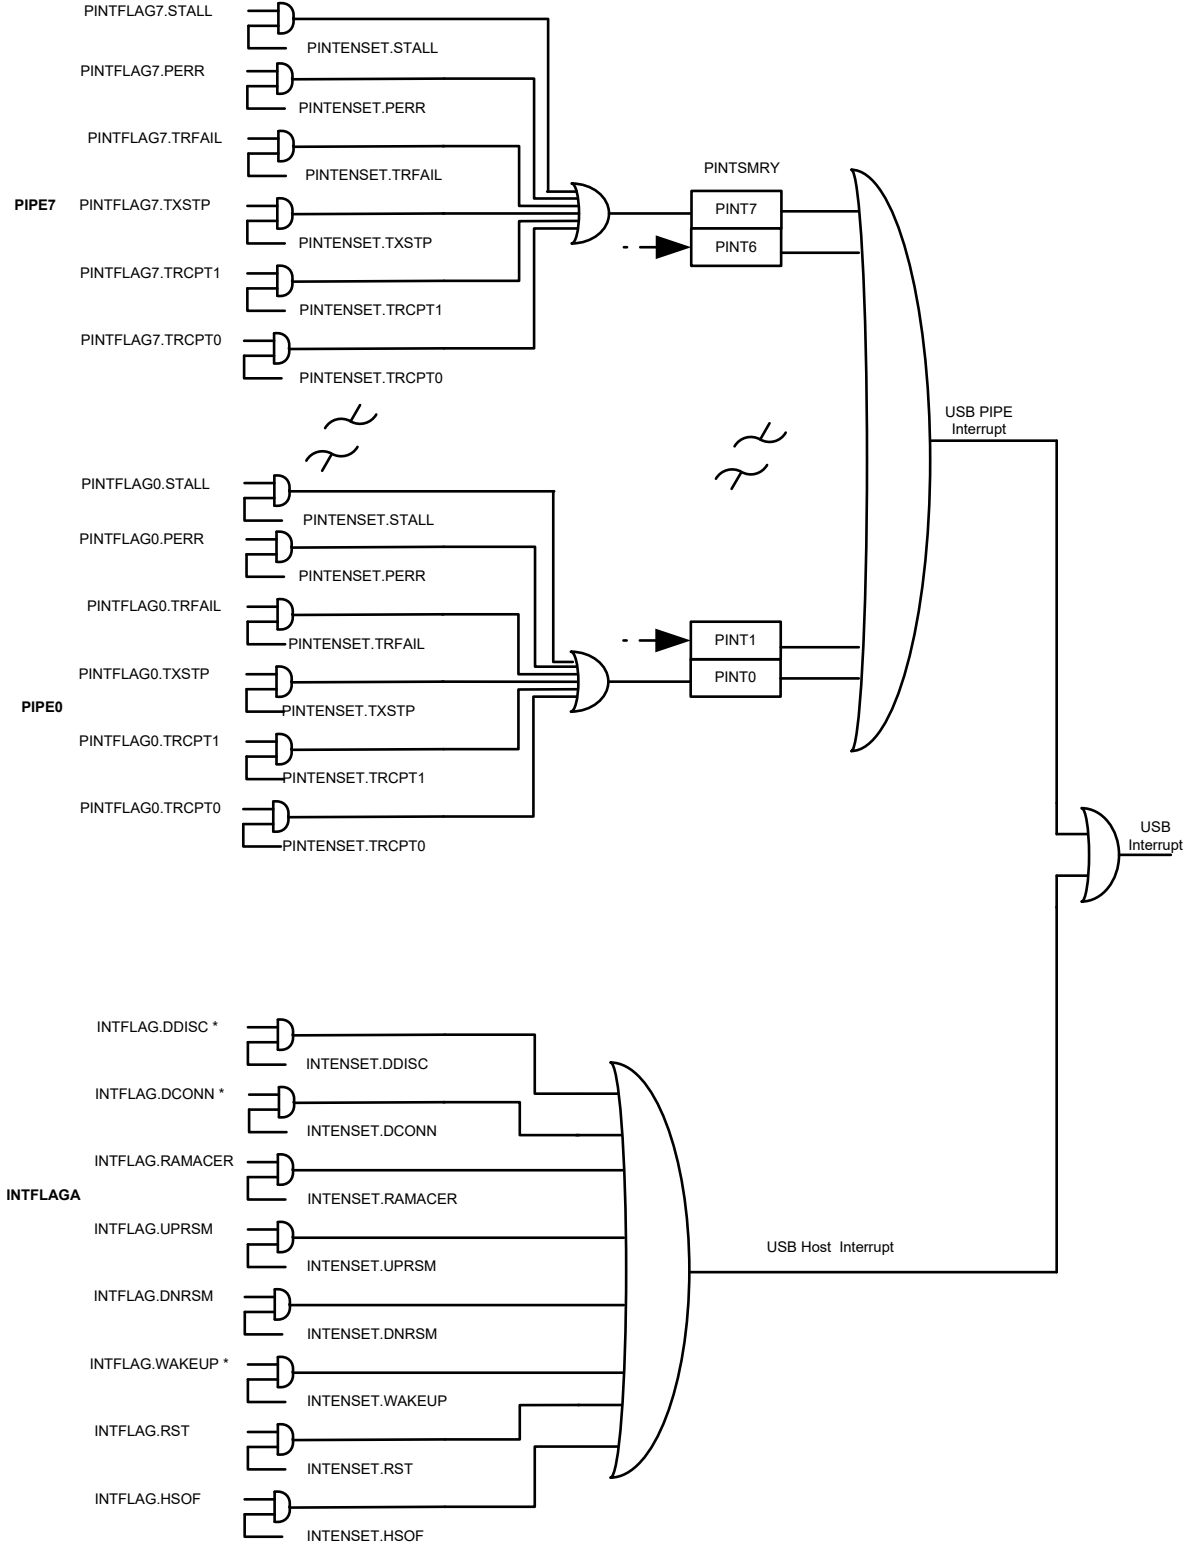 PINTFLAG7.STALL
PINTENSET.STALL
PINTFLAG7.PERR
PINTENSET.PERR
PINTFLAG7.TRFAIL
PINTENSET.TRFAIL
PIPE7
PINTFLAG7.TXSTP
PINTENSET.TXSTP
PINTFLAG7.TRCPT1
PINTENSET.TRCPT1
PINTFLAG7.TRCPT0
PINTENSET.TRCPT0
PINTSMRY
PINT7
PINT6
USB PIPE
Interrupt
PINTFLAG0.STALL
PINTENSET.STALL
PINTFLAG0.PERR
PINTENSET.PERR
PINTFLAG0.TRFAIL
PINTENSET.TRFAIL
PINTFLAG0.TXSTP
PINTENSET.TXSTP
PIPE0
PINTFLAG0.TRCPT1
PINTENSET.TRCPT1
PINTFLAG0.TRCPT0
PINTENSET.TRCPT0
PINT1
PINT0
USB
Interrupt
INTFLAG.DDISC *
INTENSET.DDISC
INTFLAG.DCONN *
INTENSET.DCONN
INTFLAG.RAMACER
INTENSET.RAMACER
INTFLAGA
INTFLAG.UPRSM
INTENSET.UPRSM
USB Host Interrupt
INTFLAG.DNRSM
INTENSET.DNRSM
INTFLAG.WAKEUP *
INTENSET.WAKEUP
INTFLAG.RST
INTENSET.RST
INTFLAG.HSOF
INTENSET.HSOF